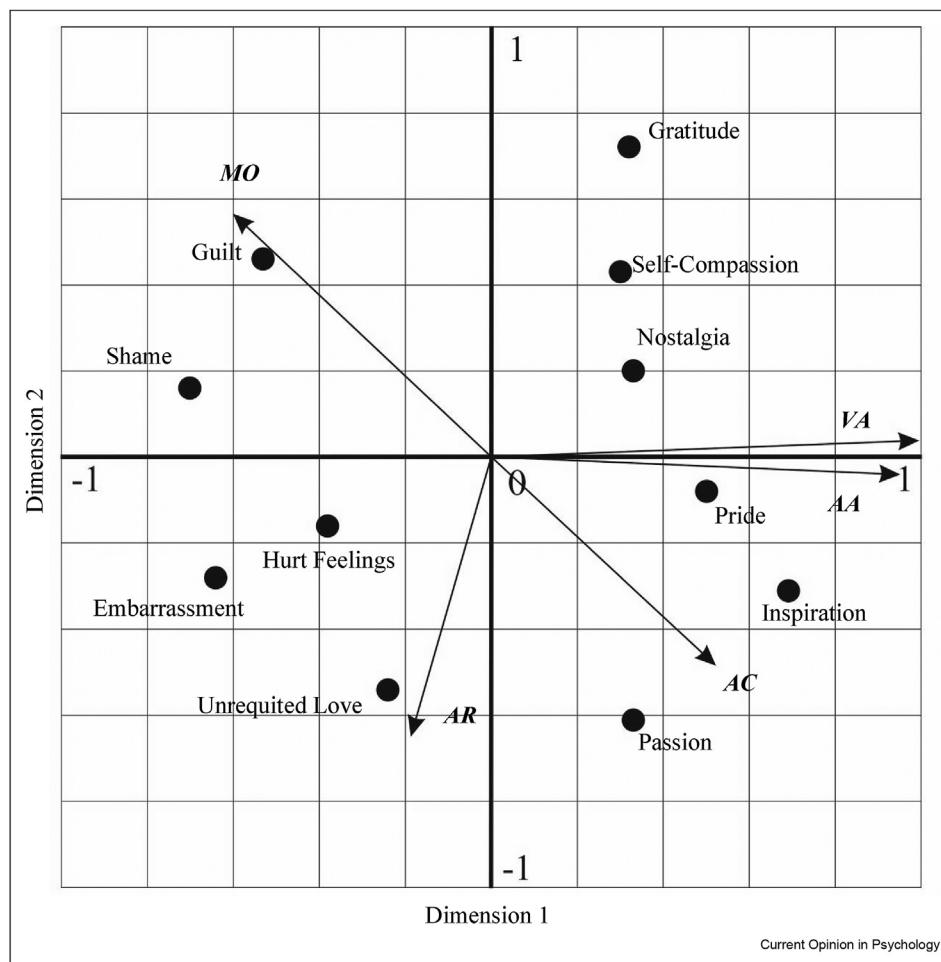 1
Gratitude
MO
Guilt
Self-Compassion
Nostalgia
Shame
VA
Dimension 2
-1
0
1
AA
Pride
Hurt Feelings
Embarrassment
Inspiration
AC
Unrequited Love
AR
Passion
-1
Dimension 1
Current Opinion in Psychology